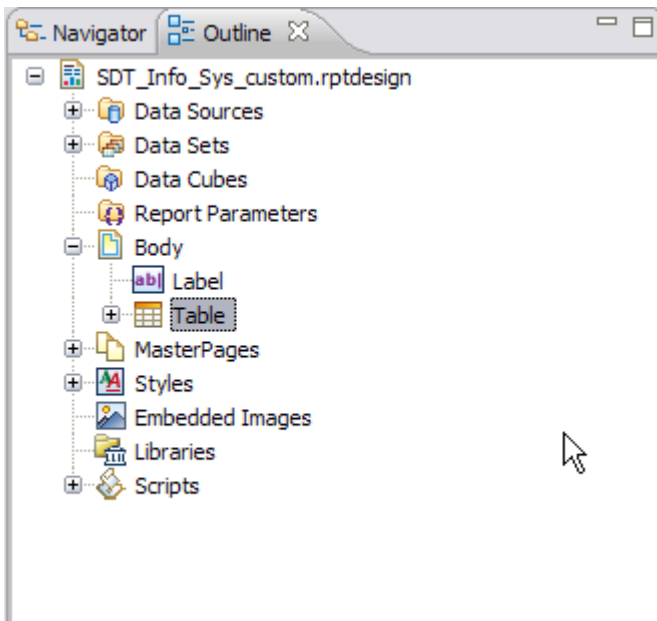 Navigator Outline
SDT_Info_Sys_custom.rptdesign
Data Sources
Data Sets
Data Cubes
Report Parameters
Body
ab Label
Table
MasterPages
Styles
Embedded Images
Libraries
Scripts